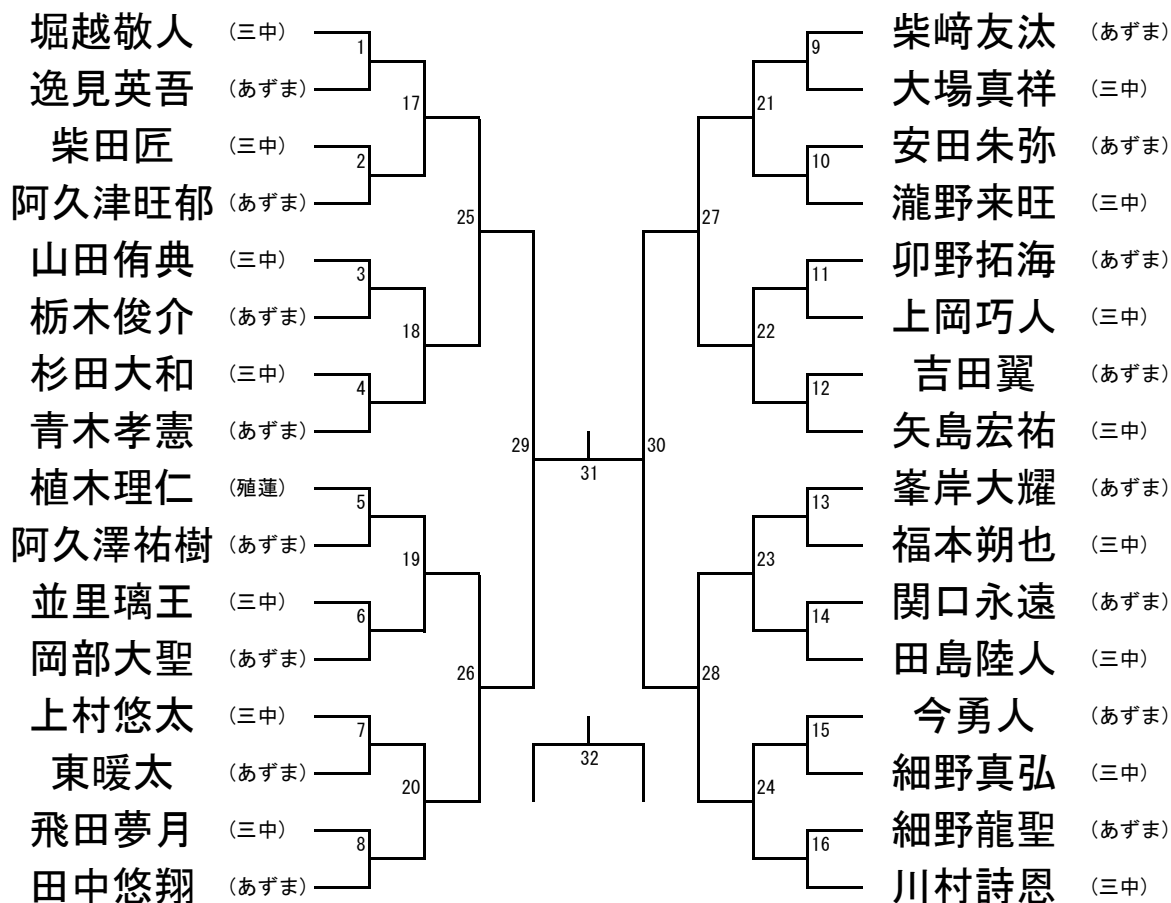 堀越敬人 (三中)
逸見英吾 (あずま)
柴田匠 (三中)
阿久津旺郁 (あずま)
山田侑典 (三中)
栃木俊介 (あずま)
杉田大和 (三中)
青木孝憲 (あずま)
植木理仁 (殖蓮)
阿久澤祐樹 (あずま)
並里璃王 (三中)
岡部大聖 (あずま)
上村悠太 (三中)
東暖太 (あずま)
飛田夢月 (三中)
田中悠翔 (あずま)
1
2
3
4
5
6
7
8
17
18
19
20
25
26
29
31
32
30
27
28
21
22
23
24
9
10
11
12
13
14
15
16
柴﨑友汰 (あずま)
大場真祥 (三中)
安田朱弥 (あずま)
瀧野来旺 (三中)
卯野拓海 (あずま)
上岡巧人 (三中)
吉田翼 (あずま)
矢島宏祐 (三中)
峯岸大耀 (あずま)
福本朔也 (三中)
関口永遠 (あずま)
田島陸人 (三中)
今勇人 (あずま)
細野真弘 (三中)
細野龍聖 (あずま)
川村詩恩 (三中)